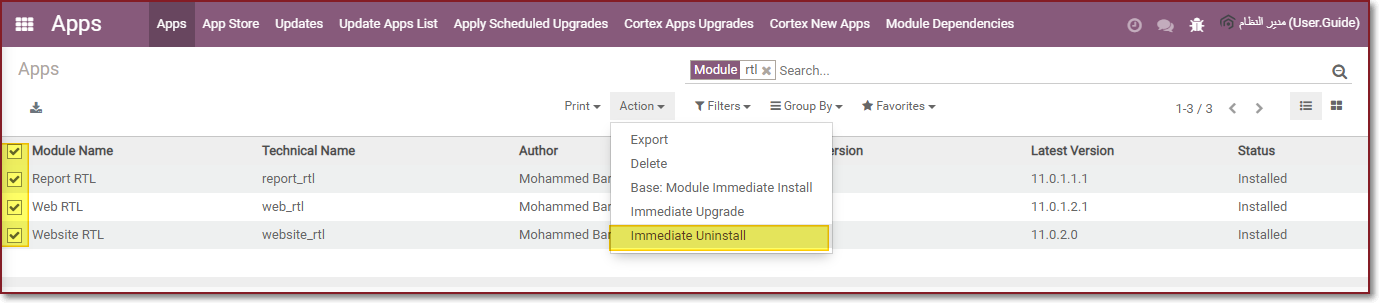 Apps Apps App Store Updates Update Apps List Apply Scheduled Upgrades Cortex Apps Upgrades Cortex New Apps Module Dependencies مدير النظام (User.Guide)
Apps Module rtl Search...
Print Action Filters Group By Favorites 1-3 / 3
Module Name Technical Name Author ersion Latest Version Status
Report RTL report_rtl Mohammed Bar 11.0.1.1.1 Installed
Web RTL web_rtl Mohammed Bar 11.0.1.2.1 Installed
Website RTL website_rtl Mohammed Bar 11.0.2.0 Installed
Export
Delete
Base: Module Immediate Install
Immediate Upgrade
Immediate Uninstall